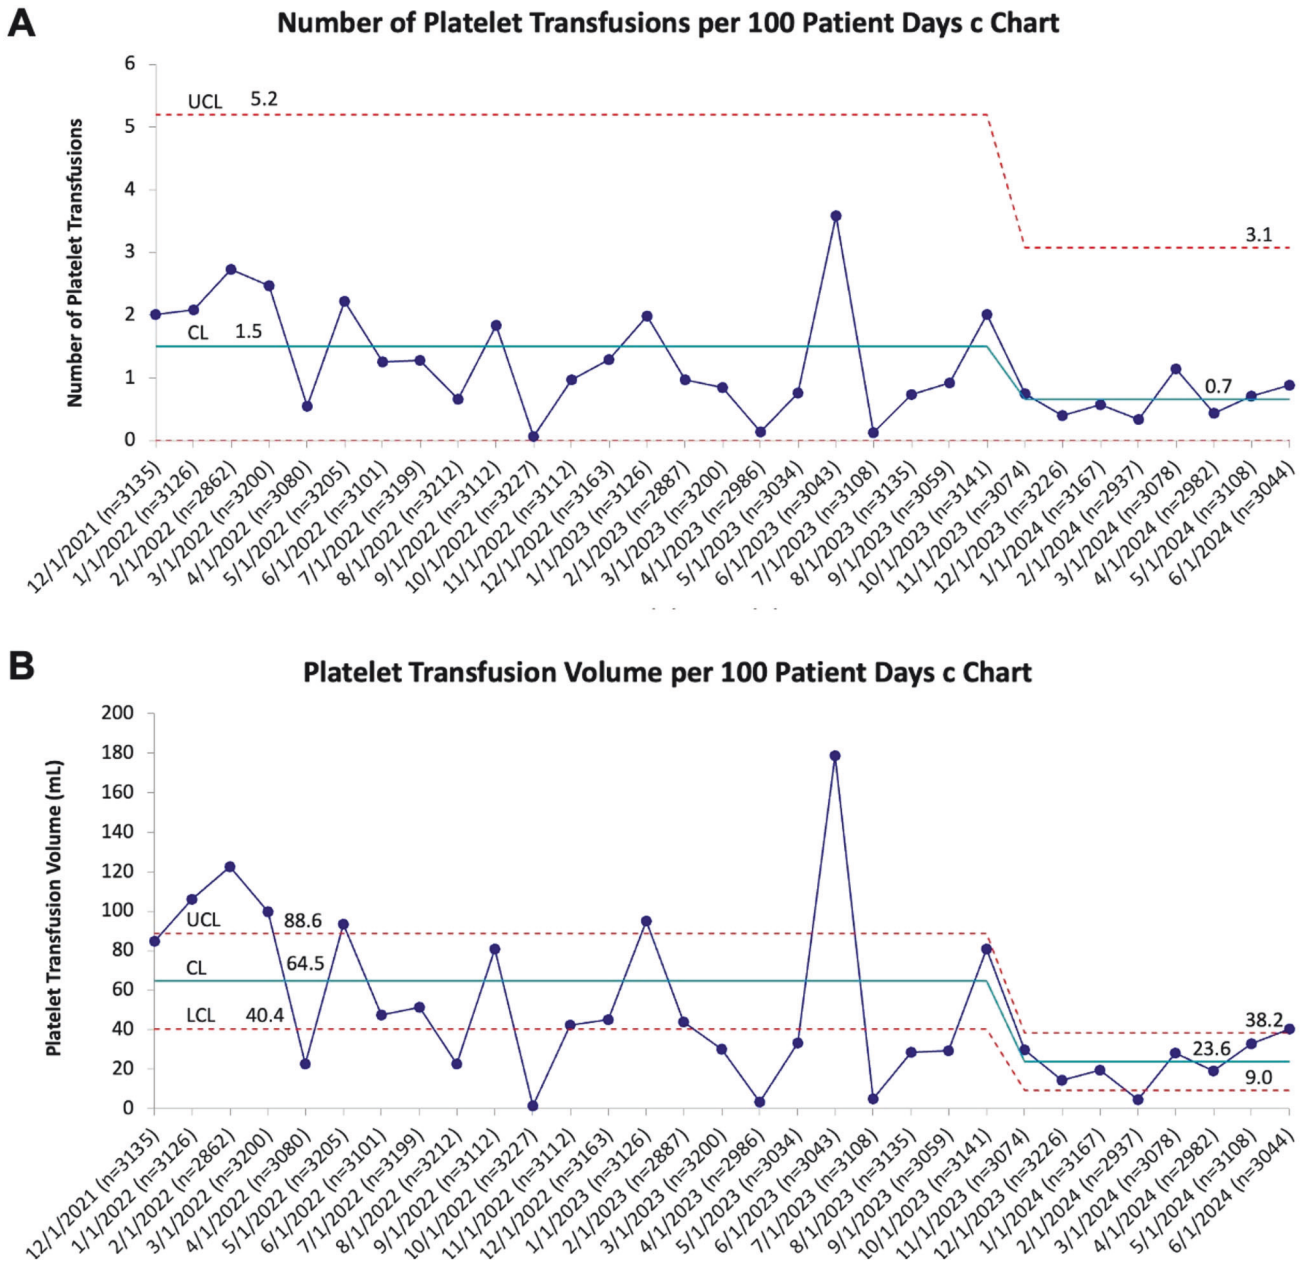 A
Number of Platelet Transfusions per 100 Patient Days c Chart
Number of Platelet Transfusions
6
5
4
3
2
1
0
UCL 5.2
CL 1.5
3.1
0.7
12/1/2021 (n=3135)
1/1/2022 (n=3126)
2/1/2022 (n=2862)
3/1/2022 (n=3200)
4/1/2022 (n=3080)
5/1/2022 (n=3205)
6/1/2022 (n=3101)
7/1/2022 (n=3199)
8/1/2022 (n=3212)
9/1/2022 (n=3112)
10/1/2022 (n=3227)
11/1/2022 (n=3112)
12/1/2022 (n=3163)
1/1/2023 (n=3126)
2/1/2023 (n=2887)
3/1/2023 (n=3200)
4/1/2023 (n=2986)
5/1/2023 (n=3034)
6/1/2023 (n=3043)
7/1/2023 (n=3108)
8/1/2023 (n=3135)
9/1/2023 (n=3059)
10/1/2023 (n=3141)
11/1/2023 (n=3074)
12/1/2023 (n=3226)
1/1/2024 (n=3167)
2/1/2024 (n=2937)
3/1/2024 (n=3078)
4/1/2024 (n=2982)
5/1/2024 (n=3108)
6/1/2024 (n=3044)
B
Platelet Transfusion Volume per 100 Patient Days c Chart
Platelet Transfusion Volume (mL)
200
180
160
140
120
100
80
60
40
20
0
UCL 88.6
CL 64.5
LCL 40.4
38.2
23.6
9.0
12/1/2021 (n=3135)
1/1/2022 (n=3126)
2/1/2022 (n=2862)
3/1/2022 (n=3200)
4/1/2022 (n=3080)
5/1/2022 (n=3205)
6/1/2022 (n=3101)
7/1/2022 (n=3199)
8/1/2022 (n=3212)
9/1/2022 (n=3112)
10/1/2022 (n=3227)
11/1/2022 (n=3112)
12/1/2022 (n=3163)
1/1/2023 (n=3126)
2/1/2023 (n=2887)
3/1/2023 (n=3200)
4/1/2023 (n=2986)
5/1/2023 (n=3034)
6/1/2023 (n=3043)
7/1/2023 (n=3108)
8/1/2023 (n=3135)
9/1/2023 (n=3059)
10/1/2023 (n=3141)
11/1/2023 (n=3074)
12/1/2023 (n=3226)
1/1/2024 (n=3167)
2/1/2024 (n=2937)
3/1/2024 (n=3078)
4/1/2024 (n=2982)
5/1/2024 (n=3108)
6/1/2024 (n=3044)